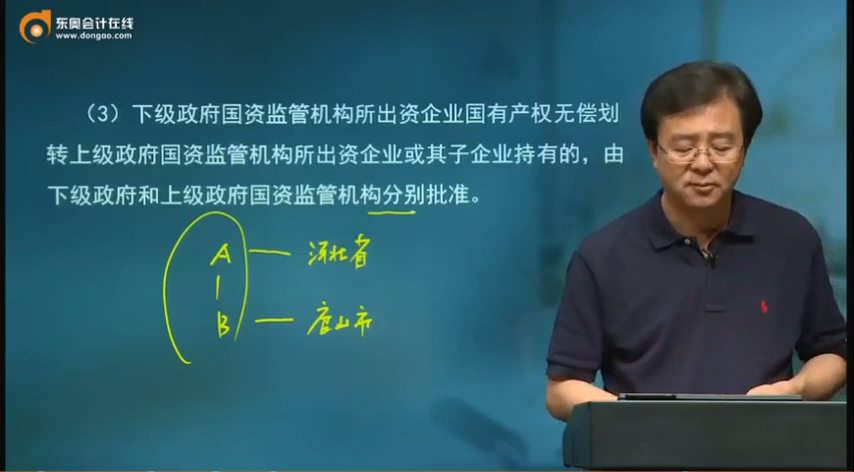 东奥会计在线
www.dongao.com
（3）下级政府国资监管机构所出资企业国有产权无偿划
转上级政府国资监管机构所出资企业或其子企业持有的，由
下级政府和上级政府国资监管机构分别批准。
A — 河北省
B — 唐山市